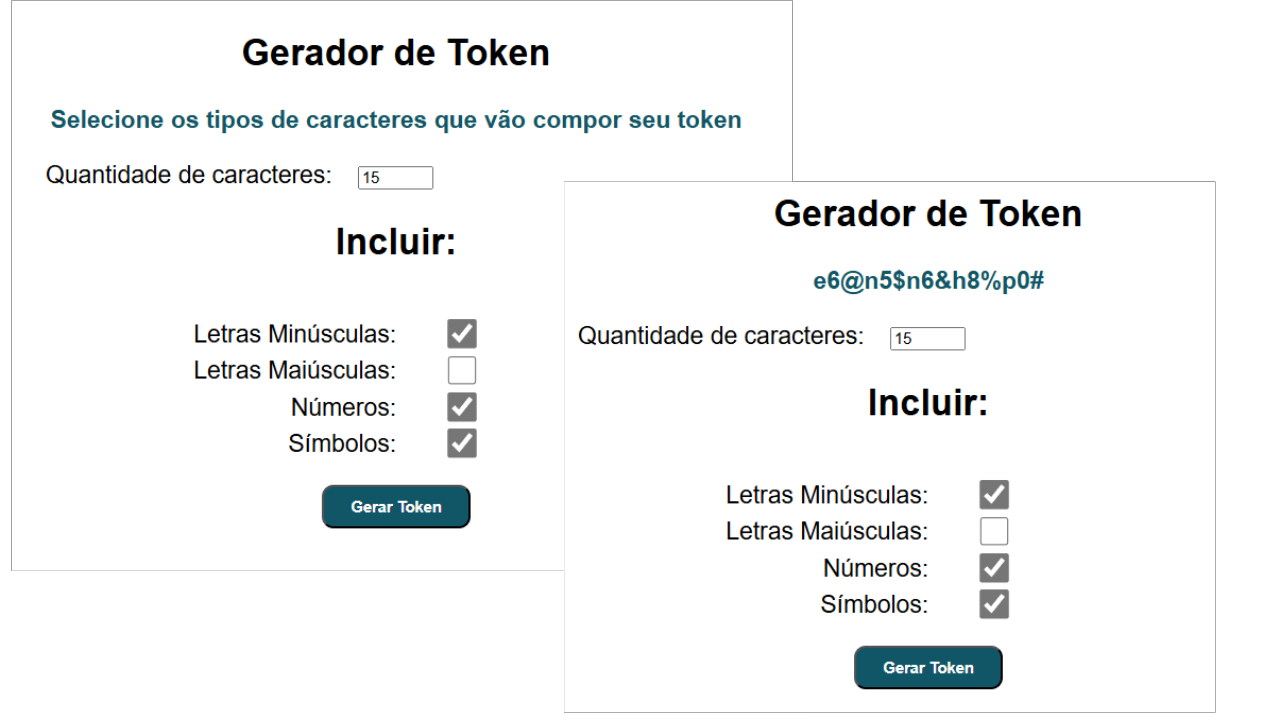 Gerador de Token
Selecione os tipos de caracteres que vão compor seu token
Quantidade de caracteres: 15
Incluir:
Letras Minúsculas:
Letras Maiúsculas:
Números:
Símbolos:
Gerar Token
Gerador de Token
e6@n5$n6&h8%p0#
Quantidade de caracteres: 15
Incluir:
Letras Minúsculas:
Letras Maiúsculas:
Números:
Símbolos:
Gerar Token